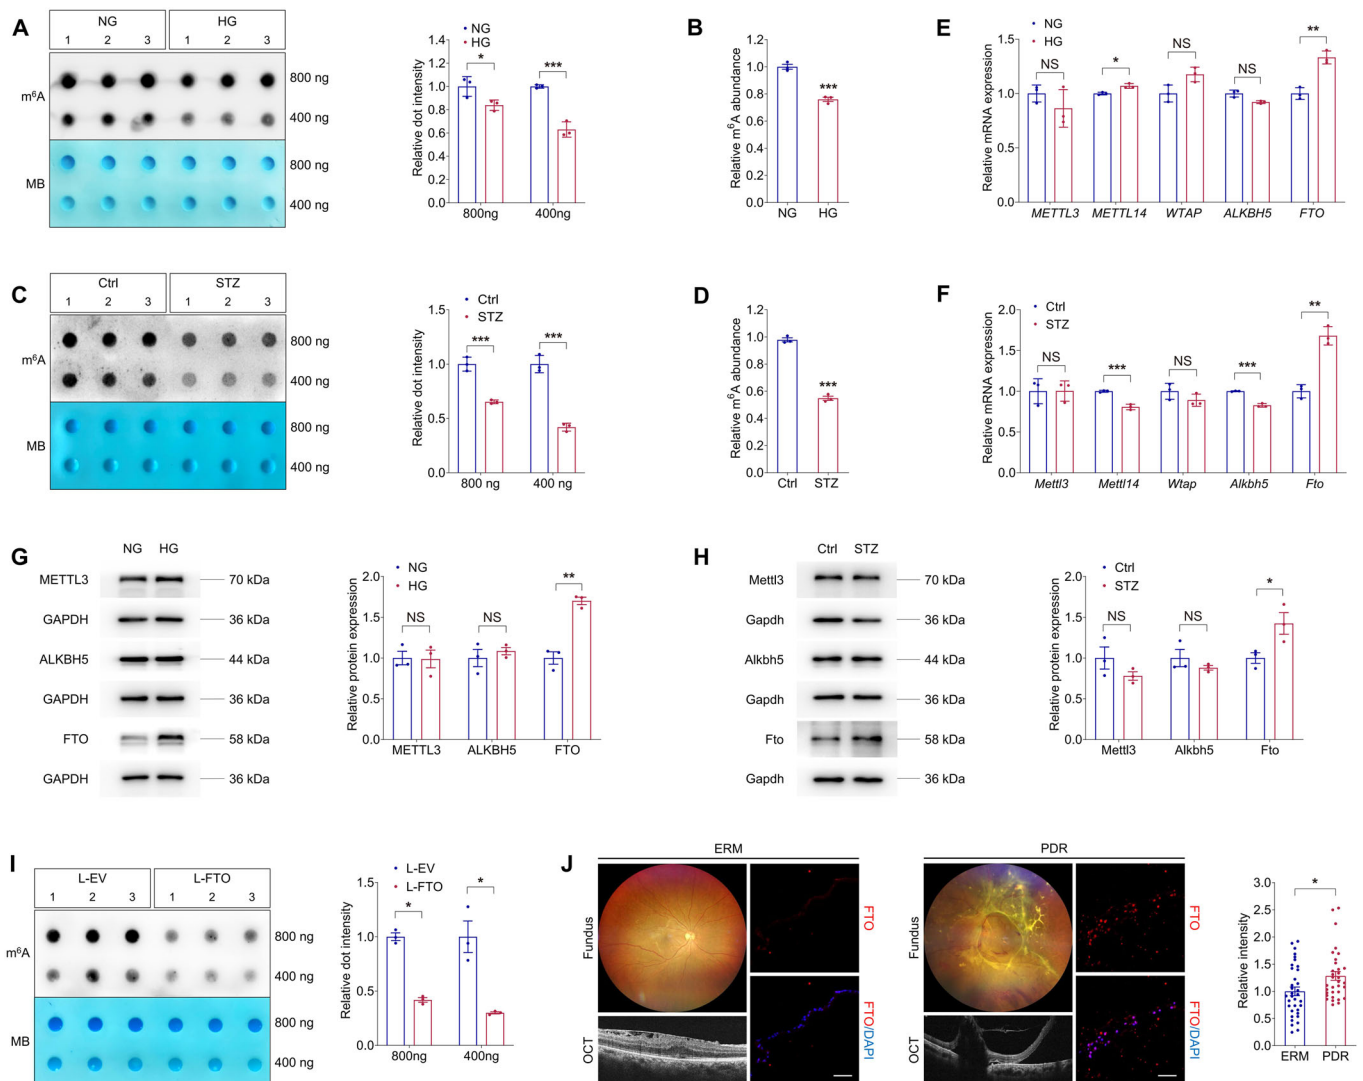 A
NG HG
1 2 3 1 2 3
m⁶A
800 ng
400 ng
MB
800 ng
400 ng
NG
HG
Relative dot intensity
1.4
1.2
1.0
0.8
0.6
0.4
0.2
0.0
* ***
800ng 400ng
B
Relative m⁶A abundance
1.2
1.0
0.8
0.6
0.4
0.2
0.0
***
NG HG
E
NG
HG
Relative mRNA expression
1.5
1.0
0.5
0.0
NS * NS NS **
METTL3 METTL14 WTAP ALKBH5 FTO
C
Ctrl STZ
1 2 3 1 2 3
m⁶A
800 ng
400 ng
MB
800 ng
400 ng
Ctrl
STZ
Relative dot intensity
1.5
1.0
0.5
0.0
*** ***
800 ng 400 ng
D
Relative m⁶A abundance
1.2
1.0
0.8
0.6
0.4
0.2
0.0
***
Ctrl STZ
F
Ctrl
STZ
Relative mRNA expression
2.0
1.5
1.0
0.5
0.0
NS *** NS *** **
Mettl3 Mettl14 Wtap Alkbh5 Fto
G
NG HG
METTL3 70 kDa
GAPDH 36 kDa
ALKBH5 44 kDa
GAPDH 36 kDa
FTO 58 kDa
GAPDH 36 kDa
NG
HG
Relative protein expression
2.0
1.5
1.0
0.5
0.0
NS NS **
METTL3 ALKBH5 FTO
H
Ctrl STZ
Mettl3 70 kDa
Gapdh 36 kDa
Alkbh5 44 kDa
Gapdh 36 kDa
Fto 58 kDa
Gapdh 36 kDa
Ctrl
STZ
Relative protein expression
2.0
1.5
1.0
0.5
0.0
NS NS *
Mettl3 Alkbh5 Fto
I
L-EV L-FTO
1 2 3 1 2 3
m⁶A
800 ng
400 ng
MB
800 ng
400 ng
L-EV
L-FTO
Relative dot intensity
1.5
1.0
0.5
0.0
* *
800ng 400ng
J
ERM
Fundus
OCT
FTO
FTO/DAPI
PDR
Fundus
OCT
FTO
FTO/DAPI
Relative intensity
3.0
2.5
2.0
1.5
1.0
0.5
0.0
*
ERM PDR